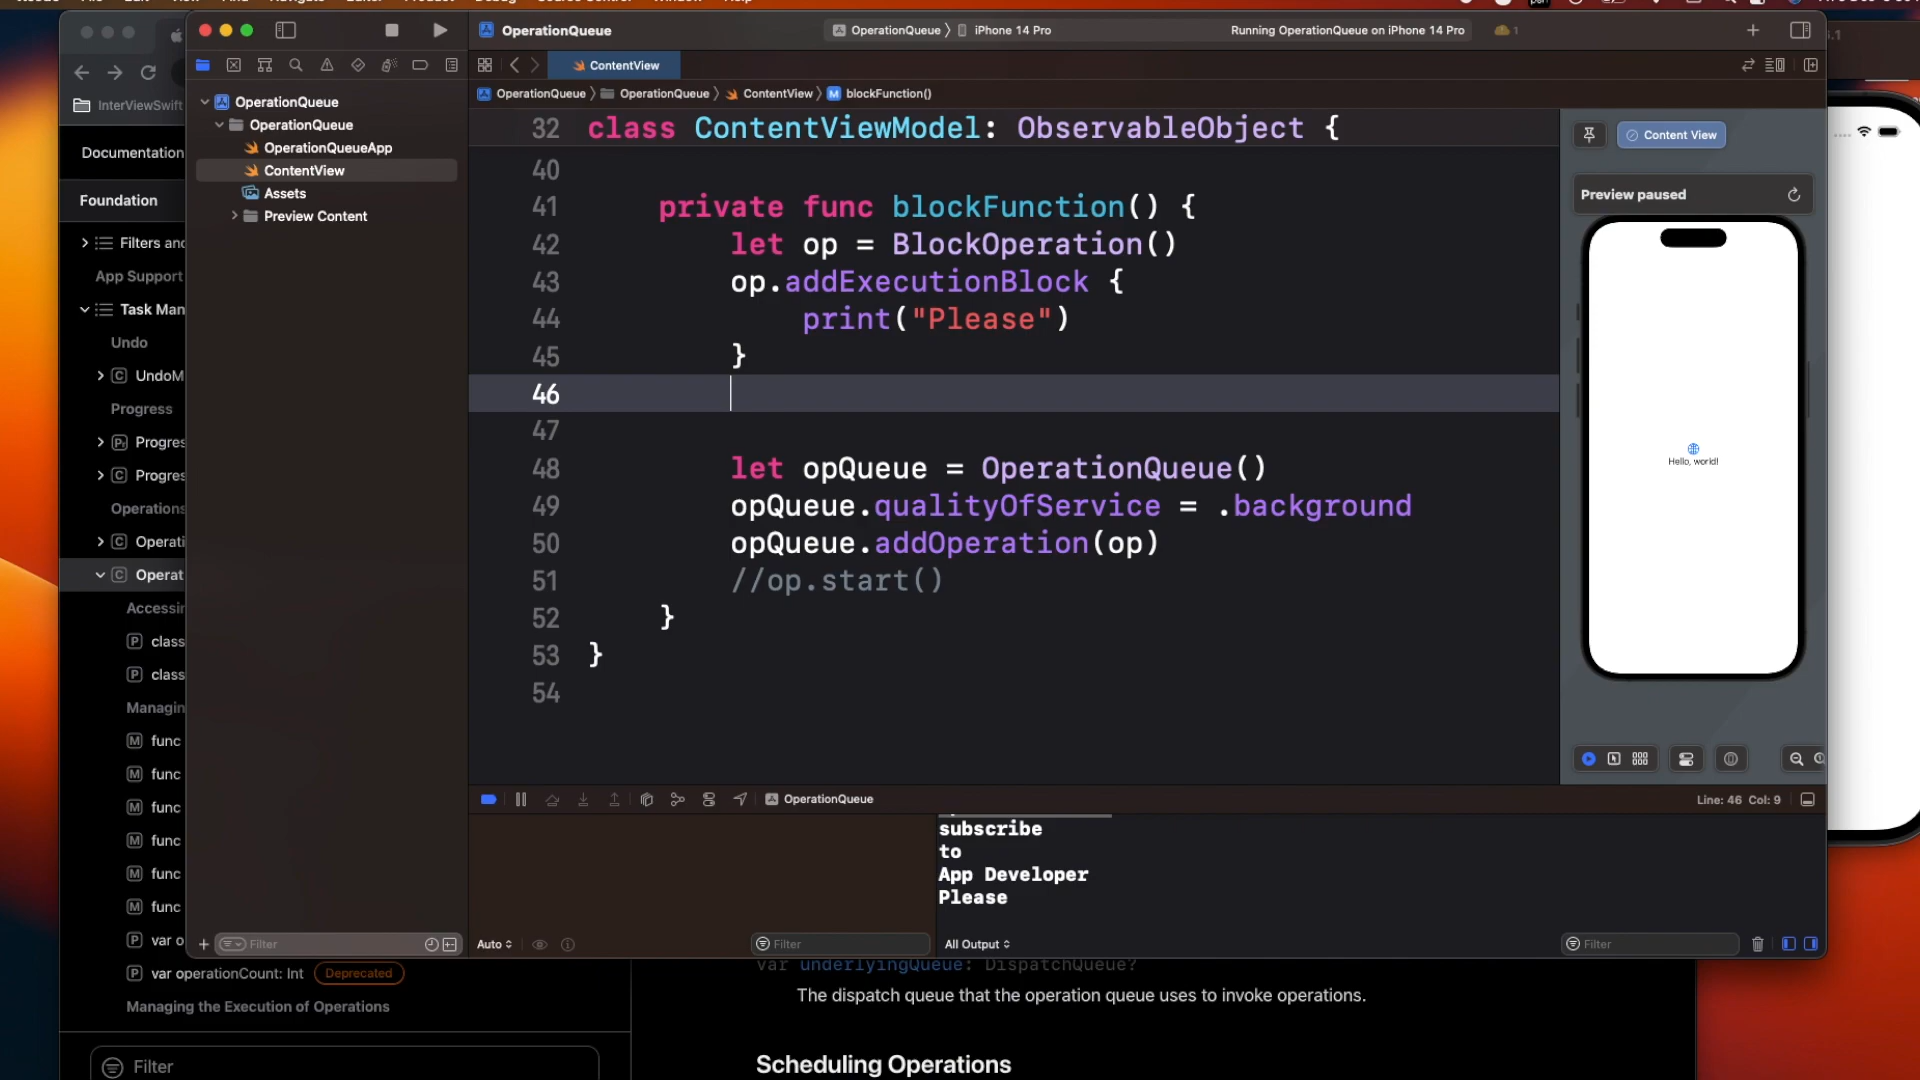 OperationQueue
OperationQueue
iPhone 14 Pro
Running OperationQueue on iPhone 14 Pro
1
ContentView
InterViewSwift
OperationQueue
OperationQueue
OperationQueueApp
ContentView
Assets
Preview Content
OperationQueue
OperationQueue
ContentView
blockFunction()
32 class ContentViewModel: ObservableObject {
40
41 private func blockFunction() {
42 let op = BlockOperation()
43 op.addExecutionBlock {
44 print("Please")
45 }
46
47
48 let opQueue = OperationQueue()
49 opQueue.qualityOfService = .background
50 opQueue.addOperation(op)
51 //op.start()
52 }
53 }
54
Content View
Preview paused
Hello, world!
Documentation
Foundation
Filters and
App Support
Task Man
Undo
UndoM
Progress
Progres
Progres
Operations
Operati
Operat
Accessin
class
class
Managin
func
func
func
func
func
func
var o
var operationCount: Int Deprecated
Managing the Execution of Operations
Filter
OperationQueue
Line: 46 Col: 9
subscribe
to
App Developer
Please
Filter
Auto
Filter
All Output
Filter
var underlyingQueue: DispatchQueue?
The dispatch queue that the operation queue uses to invoke operations.
Scheduling Operations